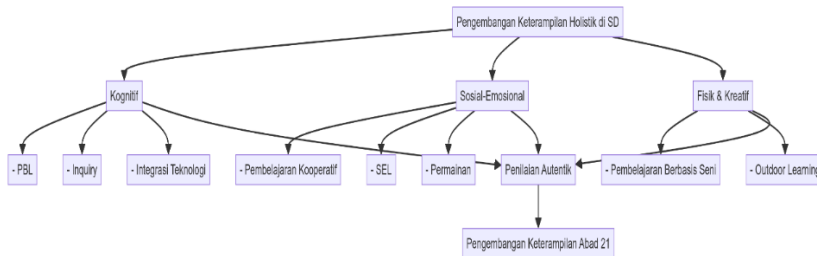 Pengembangan Keterampilan Holistik di SD
Kognitif
Sosial-Emosional
Fisik & Kreatif
- PBL
- Inquiry
- Integrasi Teknologi
- Pembelajaran Kooperatif
- SEL
- Permainan
Penilaian Autentik
- Pembelajaran Berbasis Seni
- Outdoor Learning
Pengembangan Keterampilan Abad 21